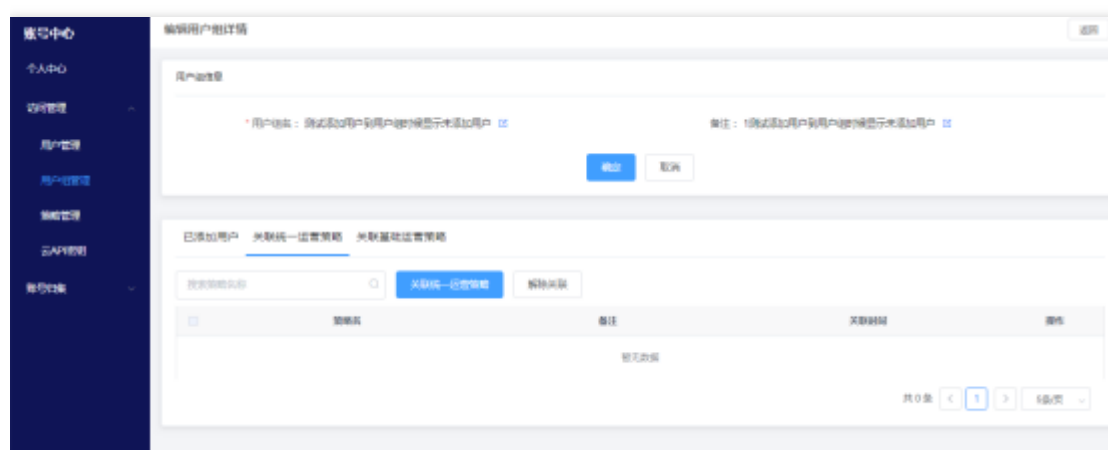 账号中心
编辑用户组详情
返回
个人中心
用户组信息
访问管理
* 用户组名： 测试添加用户到用户组时候显示未添加用户
备注： 1测试添加用户到用户组时候显示未添加用户
用户管理
确定
取消
用户组管理
策略管理
云API密钥
已添加用户
关联统一运营策略
关联基础运营策略
账号归集
搜索策略名称
关联统一运营策略
解除关联
策略名
备注
关联时间
操作
暂无数据
共 0 条
1
5条/页